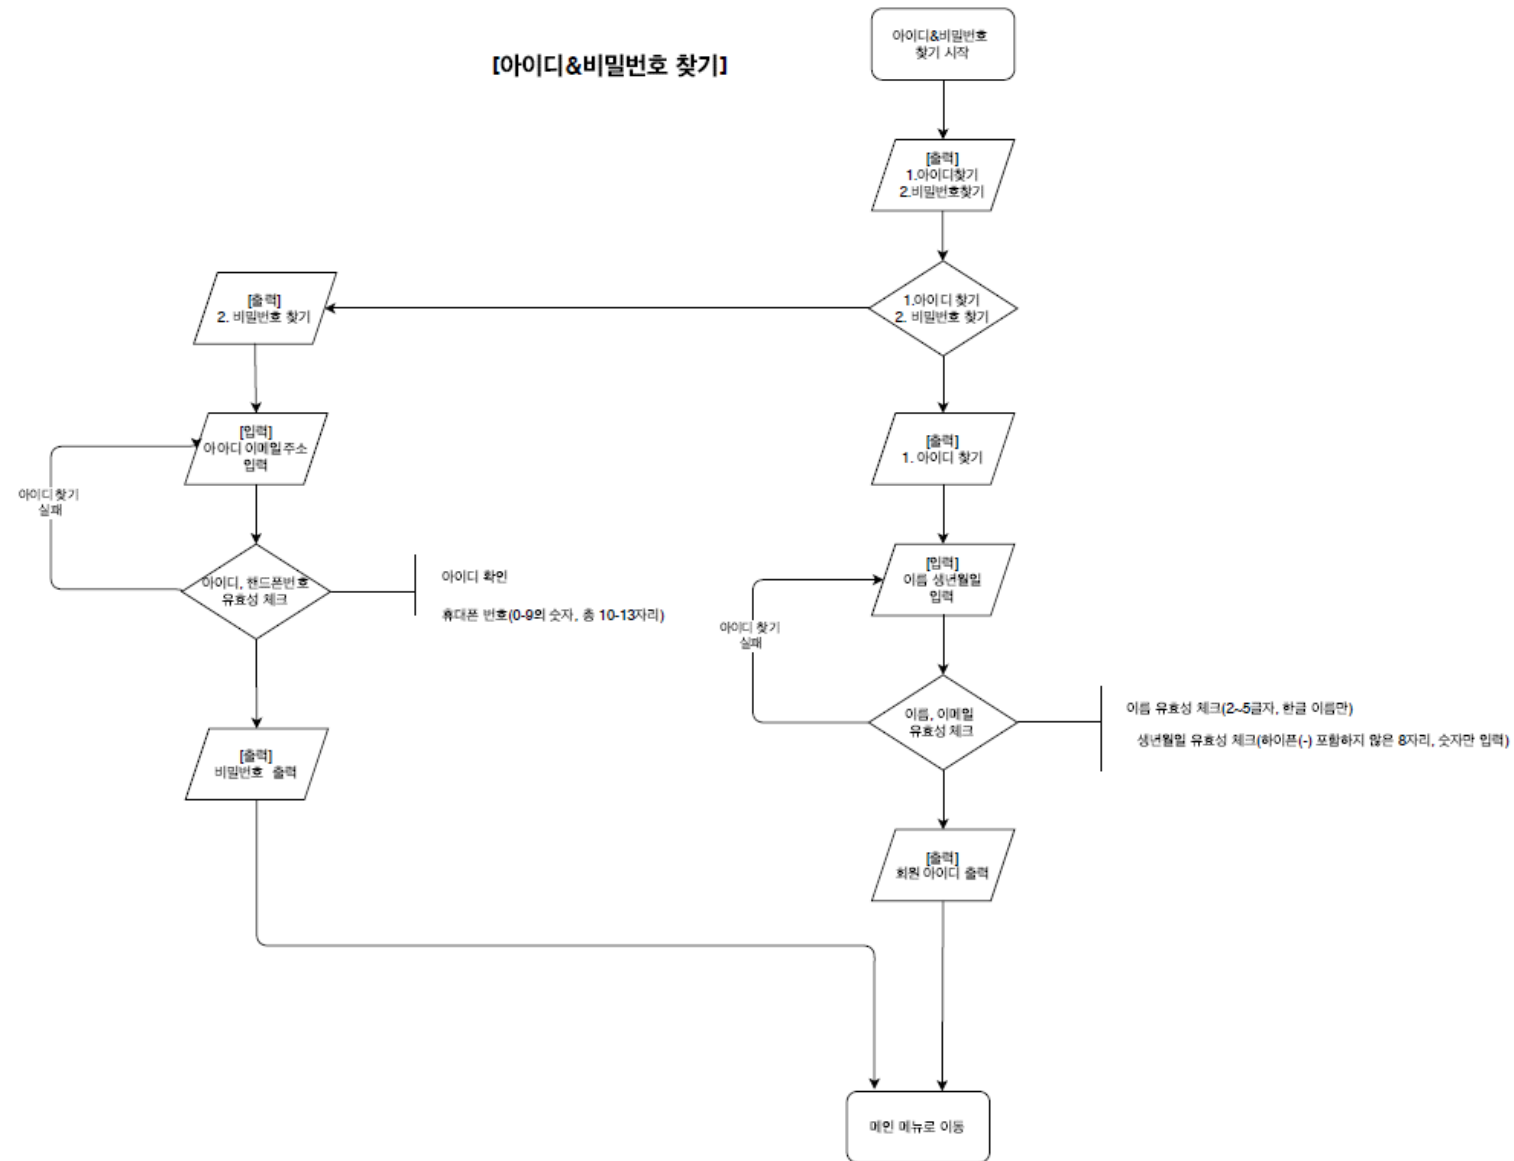 [아이디&비밀번호 찾기]
아이디&비밀번호
찾기 시작
[출력]
1.아이디찾기
2.비밀번호찾기
1.아이디 찾기
2. 비밀번호 찾기
[출력]
2. 비밀번호 찾기
[입력]
아아디 이메일주소
입력
아이디 찾기
실패
아이디, 핸드폰번호
유효성 체크
아이디 확인
휴대폰 번호(0-9의 숫자, 총 10-13자리)
[출력]
비밀번호 출력
[출력]
1. 아이디 찾기
[입력]
이름 생년월일
입력
아이디 찾기
실패
이름, 이메일
유효성 체크
이름 유효성 체크(2~5글자, 한글 이름만)
생년월일 유효성 체크(하이픈(-) 포함하지 않은 8자리, 숫자만 입력)
[출력]
회원 아이디 출력
메인 메뉴로 이동